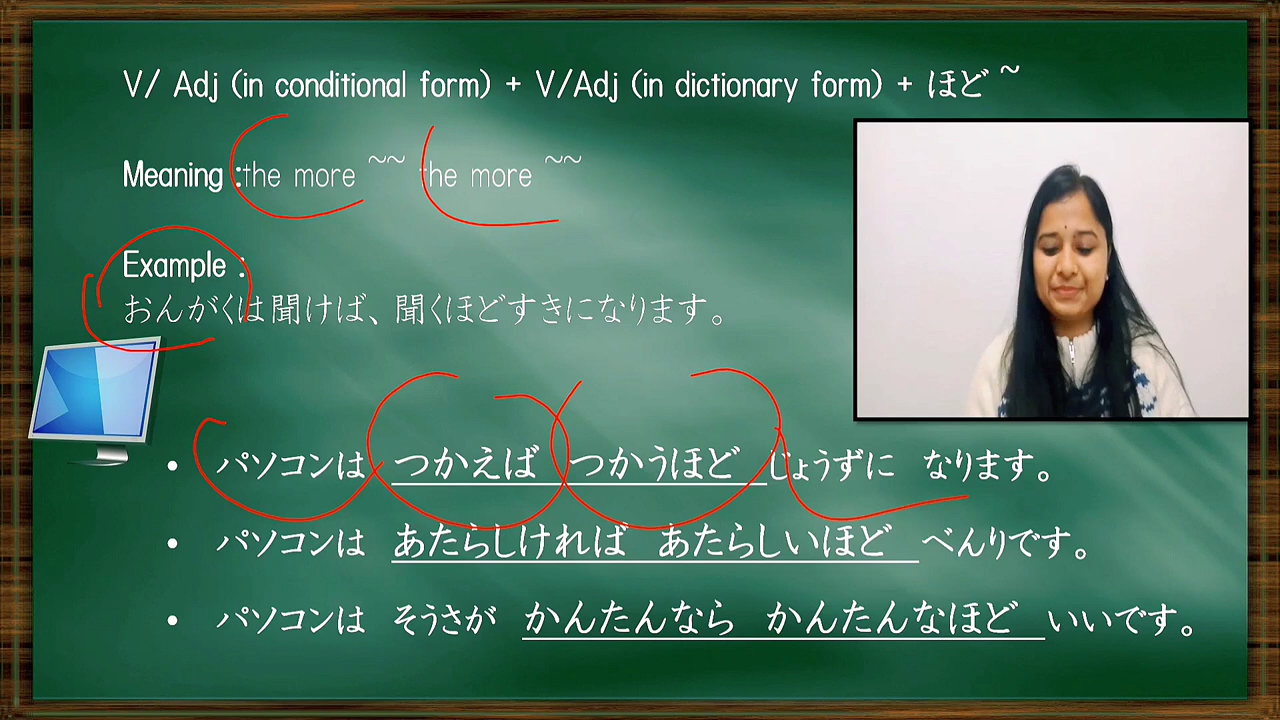 V/ Adj (in conditional form) + V/Adj (in dictionary form) + ほど ~
Meaning :the more ~~ the more ~~
Example :
おんがくは聞けば、聞くほどすきになります。
• パソコンは つかえば つかうほど じょうずに なります。
• パソコンは あたらしければ あたらしいほど べんりです。
• パソコンは そうさが かんたんなら かんたんなほど いいです。